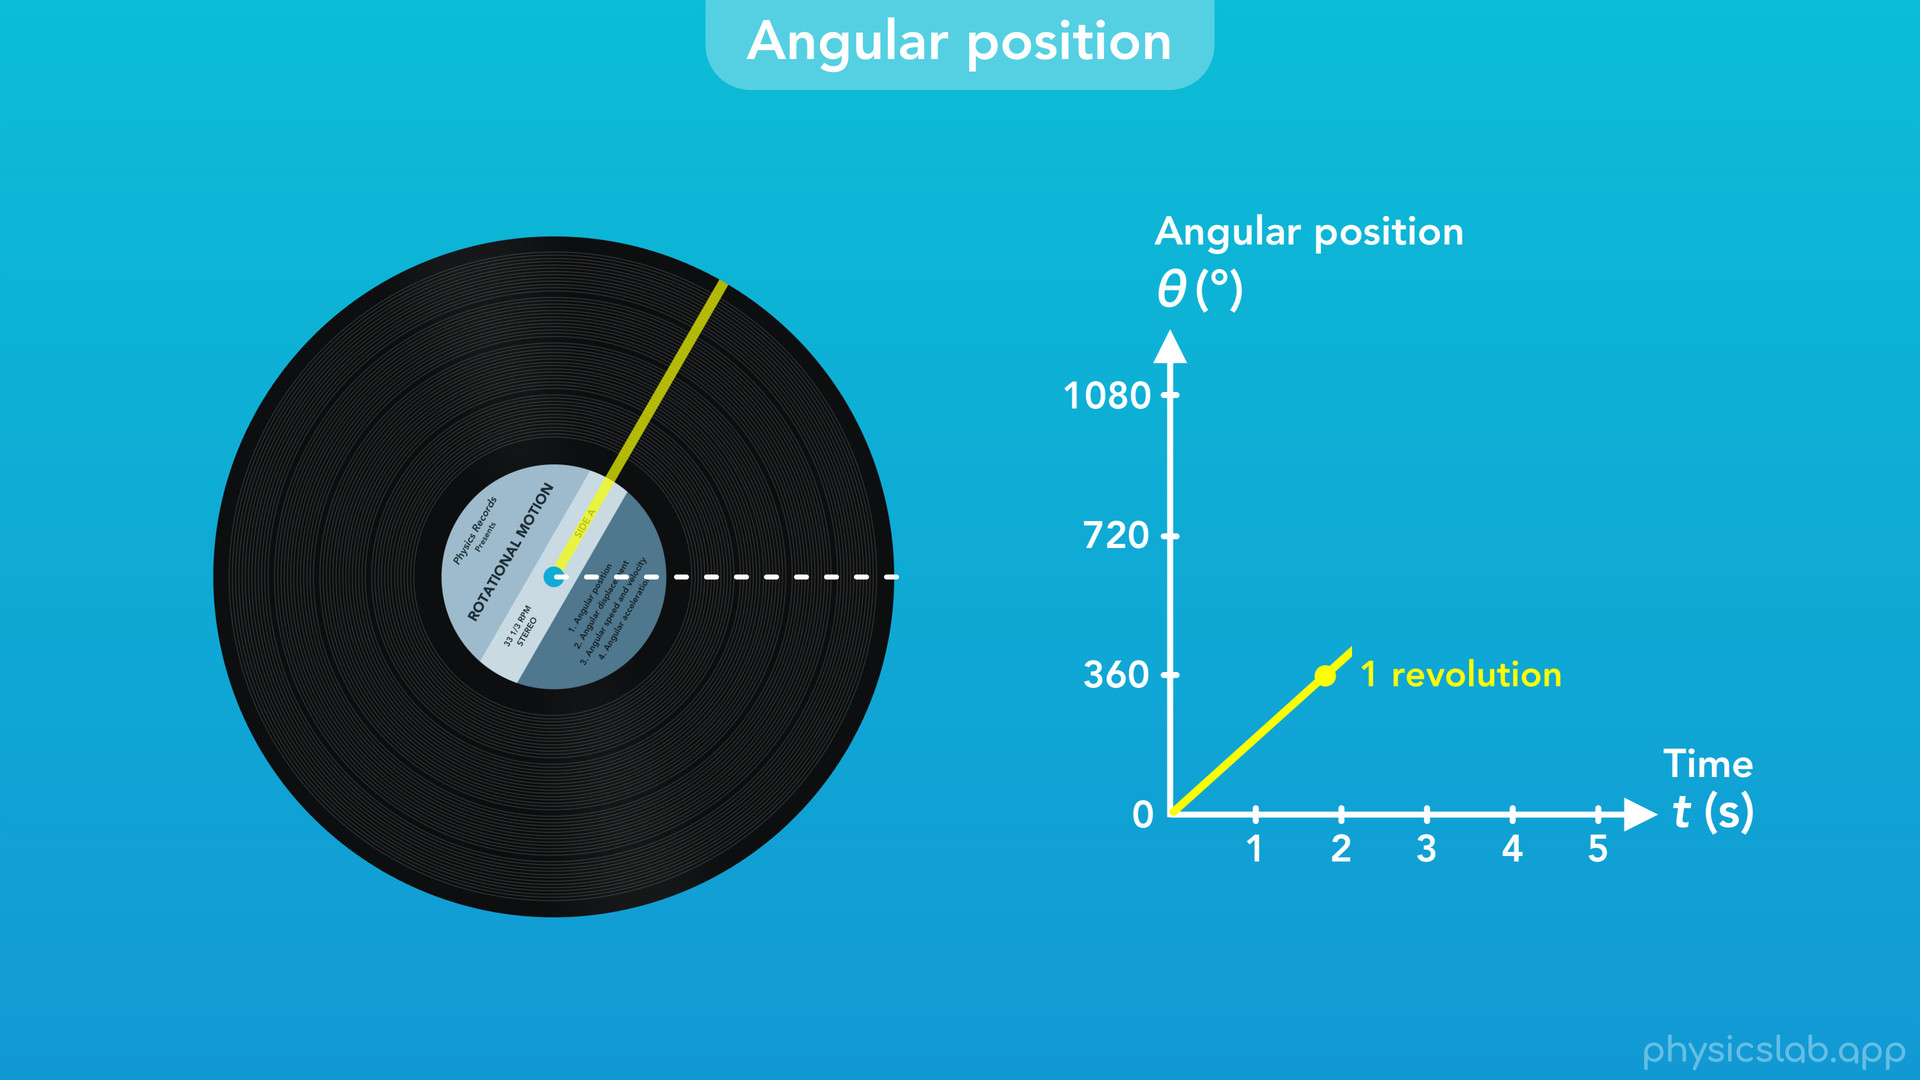 Angular position
Physics Records
Presents
ROTATIONAL MOTION
SIDE A
33 1/3 RPM
STEREO
1. Angular position
2. Angular displacement
3. Angular speed and velocity
4. Angular acceleration
Angular position
θ (°)
1080
720
360
0
1 revolution
1 2 3 4 5
Time
t (s)
physicslab.app